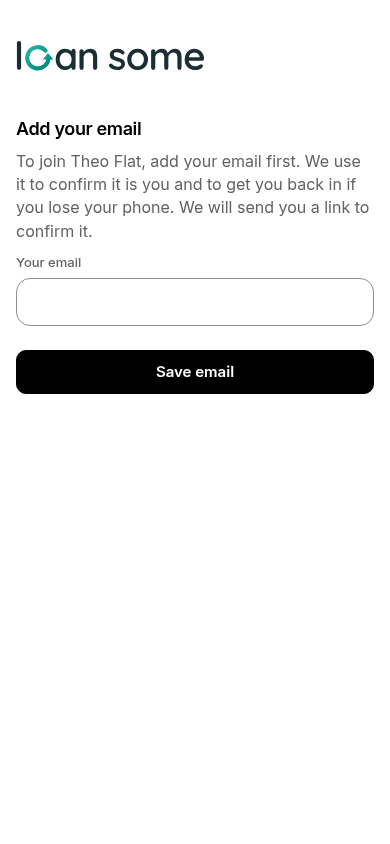 loan some
Add your email
To join Theo Flat, add your email first. We use
it to confirm it is you and to get you back in if
you lose your phone. We will send you a link to
confirm it.
Your email
Save email